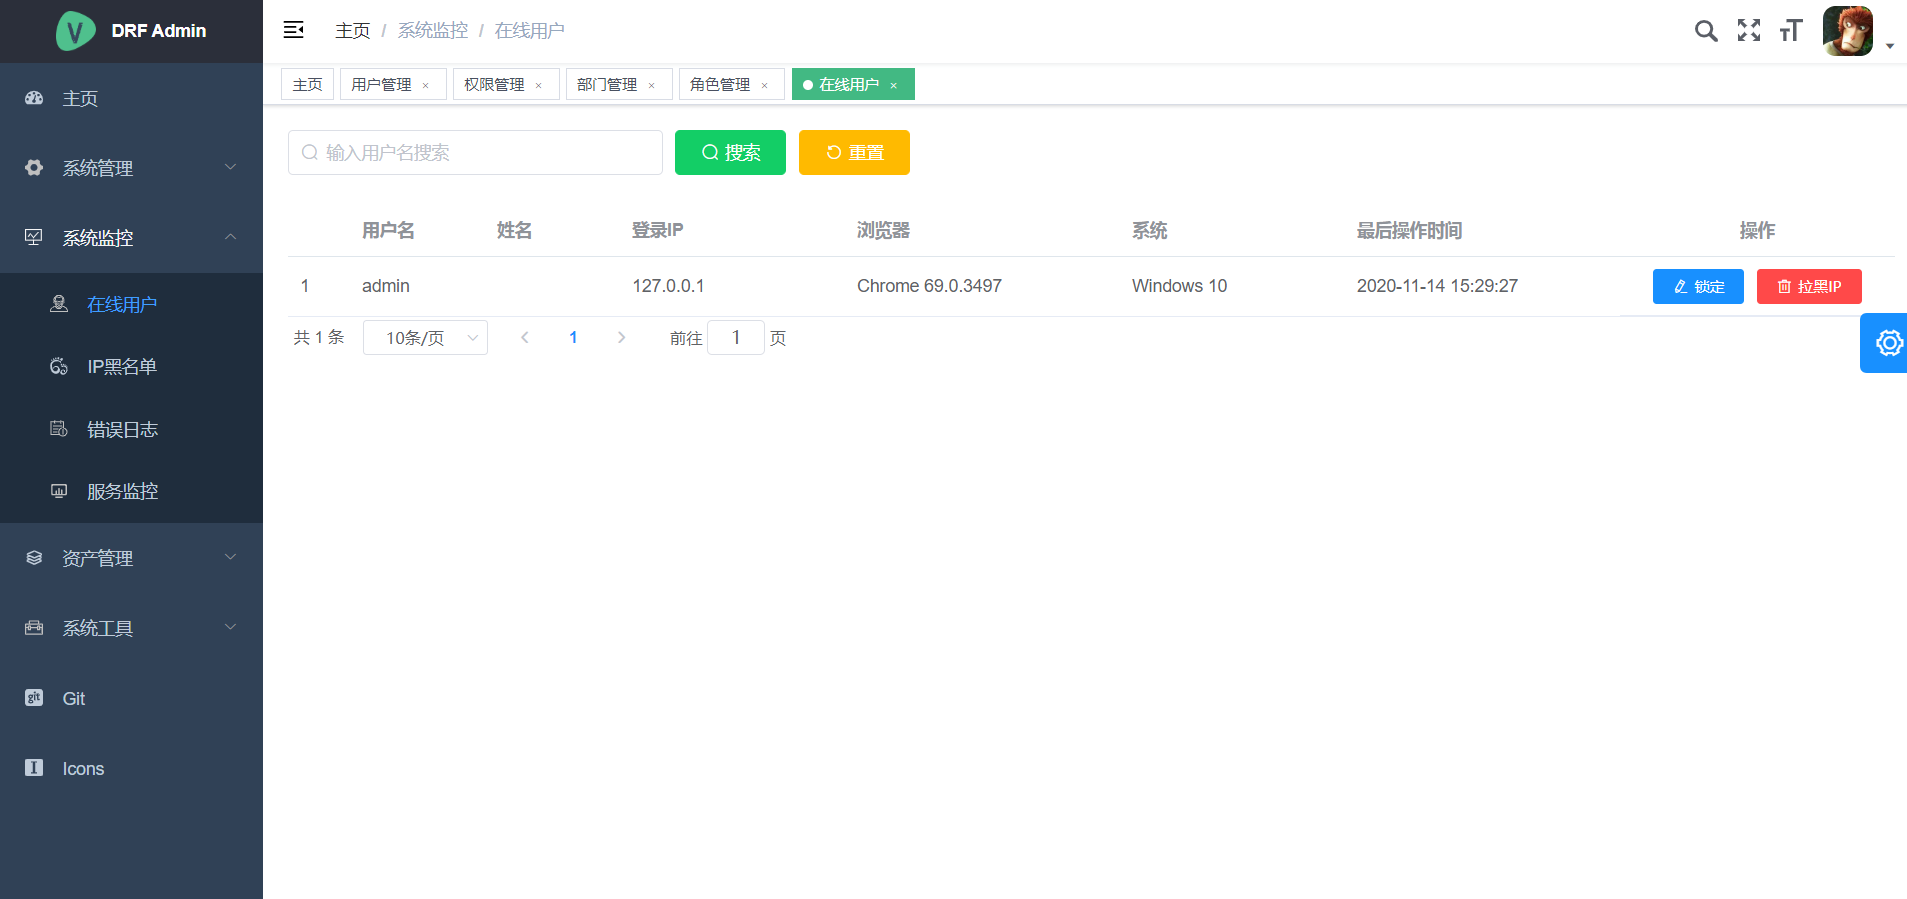 DRF Admin
主页
系统管理
系统监控
在线用户
IP黑名单
错误日志
服务监控
资产管理
系统工具
Git
Icons
主页 / 系统监控 / 在线用户
主页 用户管理 × 权限管理 × 部门管理 × 角色管理 × 在线用户 ×
输入用户名搜索 搜索 重置
用户名 姓名 登录IP 浏览器 系统 最后操作时间 操作
1 admin 127.0.0.1 Chrome 69.0.3497 Windows 10 2020-11-14 15:29:27 锁定 拉黑IP
共 1 条 10条/页 1 前往 1 页